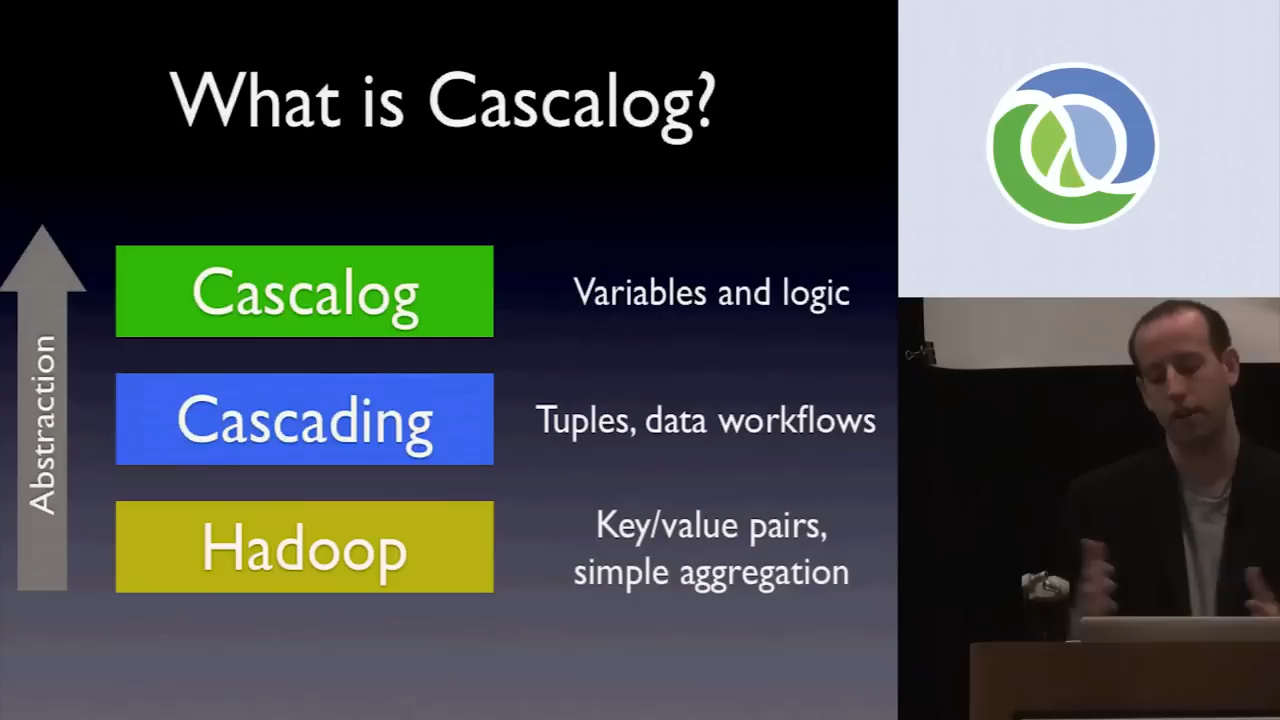 What is Cascalog?
Abstraction
Cascalog
Variables and logic
Cascading
Tuples, data workflows
Hadoop
Key/value pairs,
simple aggregation